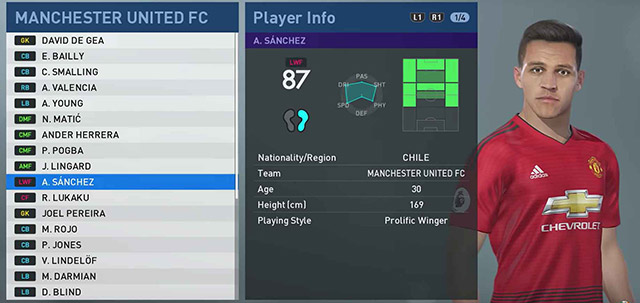 MANCHESTER UNITED FC
GK DAVID DE GEA
CB E. BAILLY
CB C. SMALLING
RB A. VALENCIA
LB A. YOUNG
DMF N. MATIĆ
CMF ANDER HERRERA
CMF P. POGBA
AMF J. LINGARD
LWF A. SÁNCHEZ
CF R. LUKAKU
GK JOEL PEREIRA
CB M. ROJO
CB P. JONES
CB V. LINDELÖF
LB M. DARMIAN
LB D. BLIND
Player Info L1 R1 1/4
A. SÁNCHEZ
LWF
87
PAS
DRI SHT
SPD PHY
DEF
Nationality/Region CHILE
Team MANCHESTER UNITED FC
Age 30
Height (cm) 169
Playing Style Prolific Winger
adidas
CHEVROLET